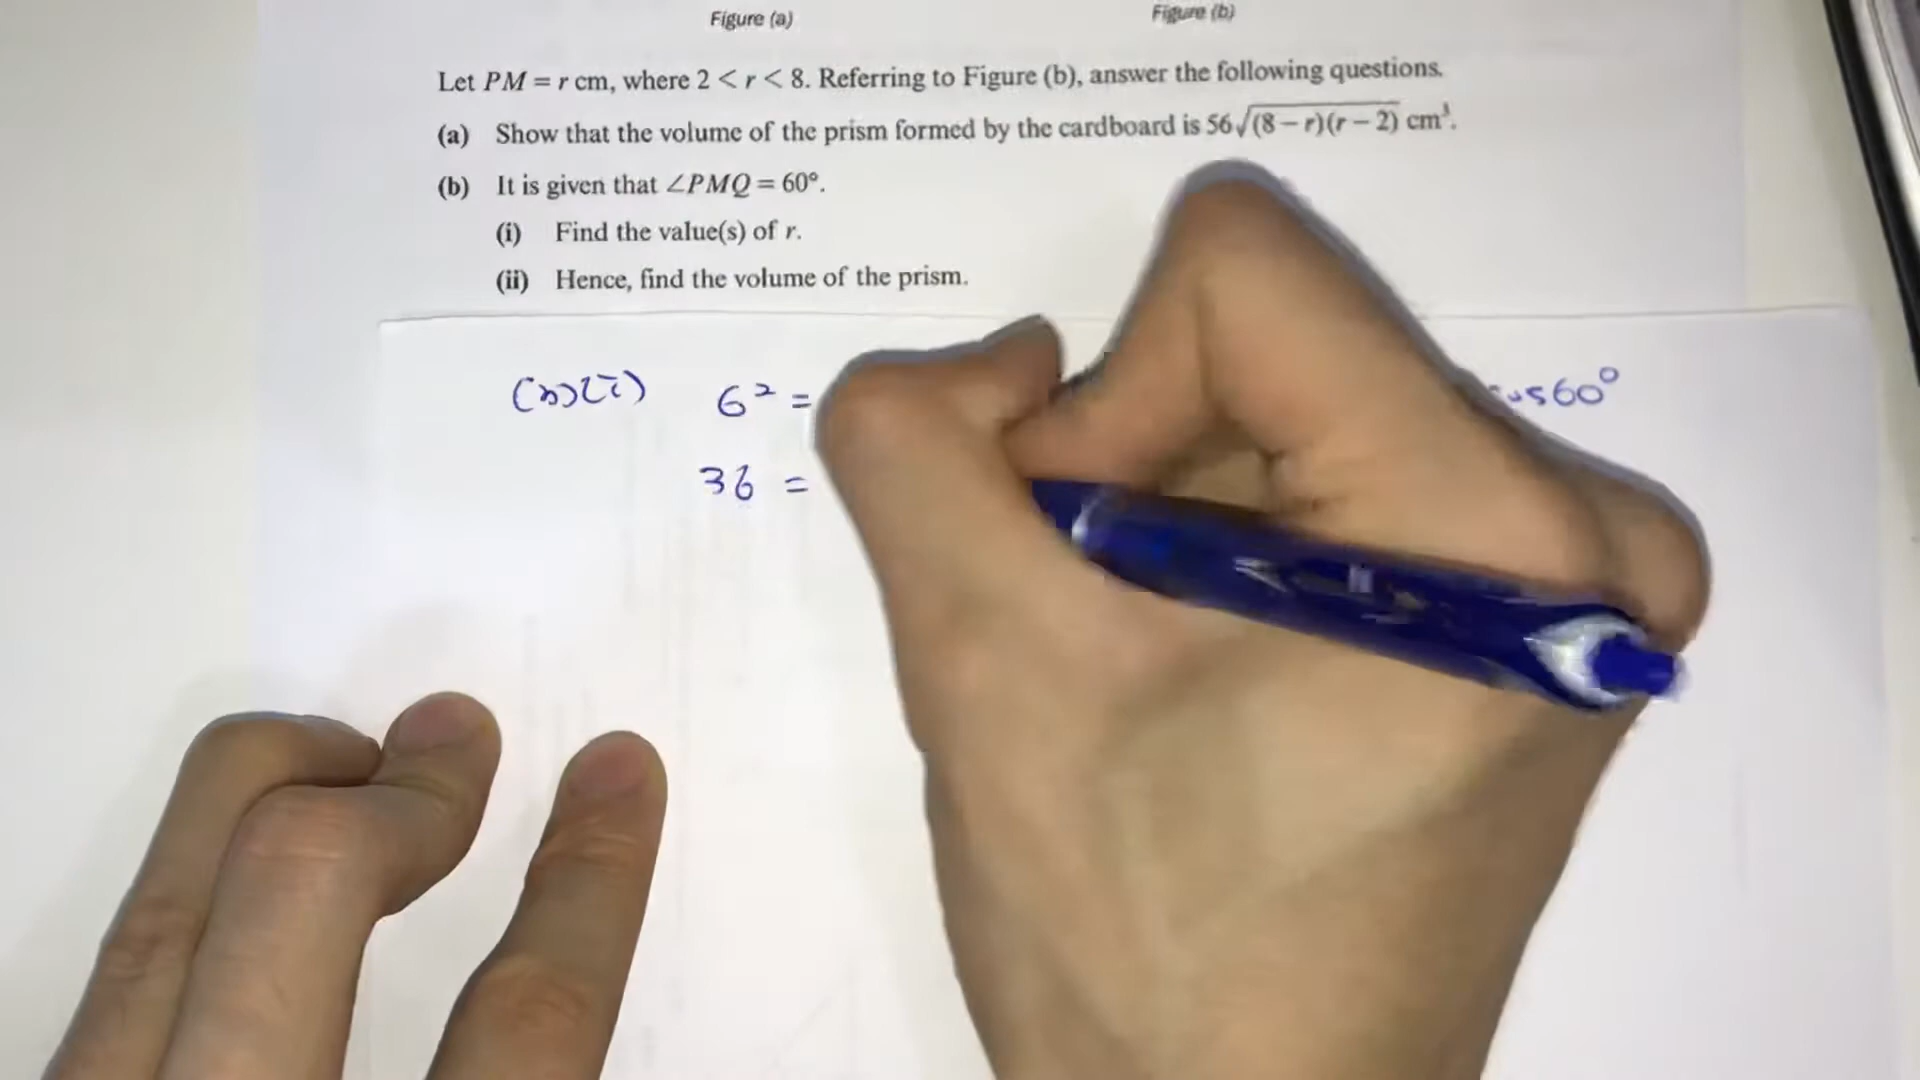 Figure (a)
Figure (b)
Let PM = r cm, where 2 < r < 8. Referring to Figure (b), answer the following questions.
(a) Show that the volume of the prism formed by the cardboard is 56√(8 – r)(r – 2) cm³.
(b) It is given that ∠PMQ = 60°.
(i) Find the value(s) of r.
(ii) Hence, find the volume of the prism.
(b)(i) 6² = cos60°
36 =